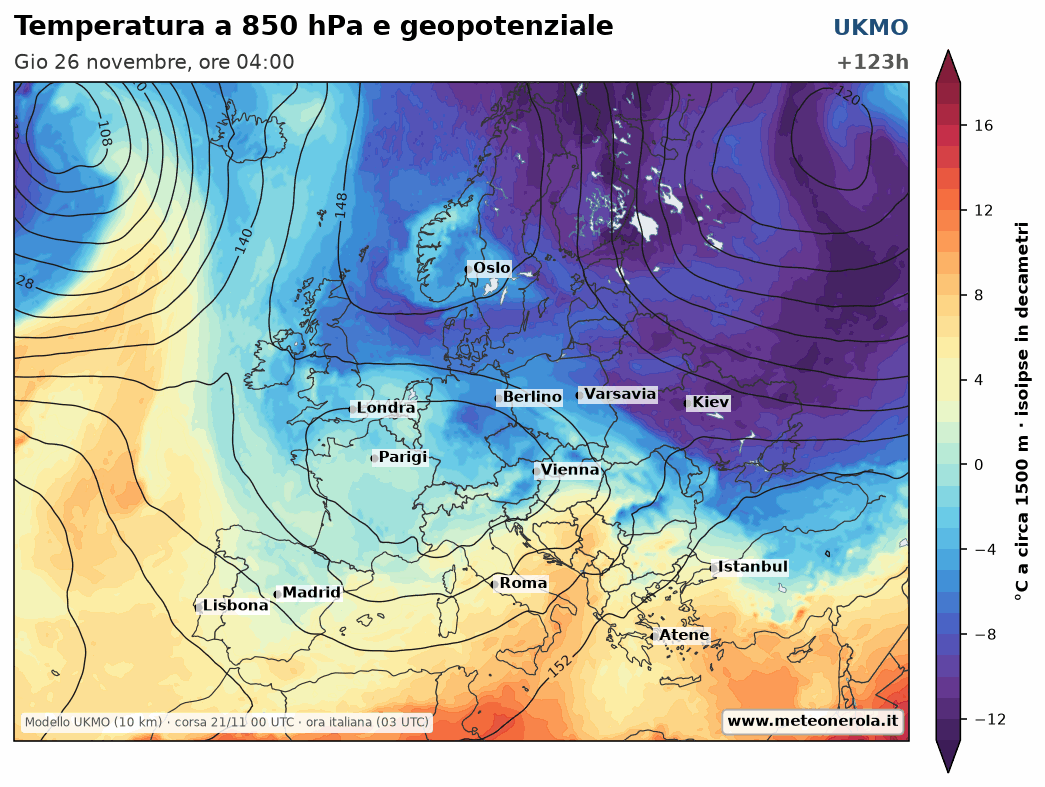 Temperatura a 850 hPa e geopotenziale
UKMO
Gio 26 novembre, ore 04:00
+123h
120
108
148
140
28
152
Oslo
Berlino
Varsavia
Kiev
Londra
Parigi
Vienna
Istanbul
Roma
Madrid
Lisbona
Atene
Modello UKMO (10 km) · corsa 21/11 00 UTC · ora italiana (03 UTC)
www.meteonerola.it
16
12
8
4
0
−4
−8
−12
°C a circa 1500 m · isoipse in decametri